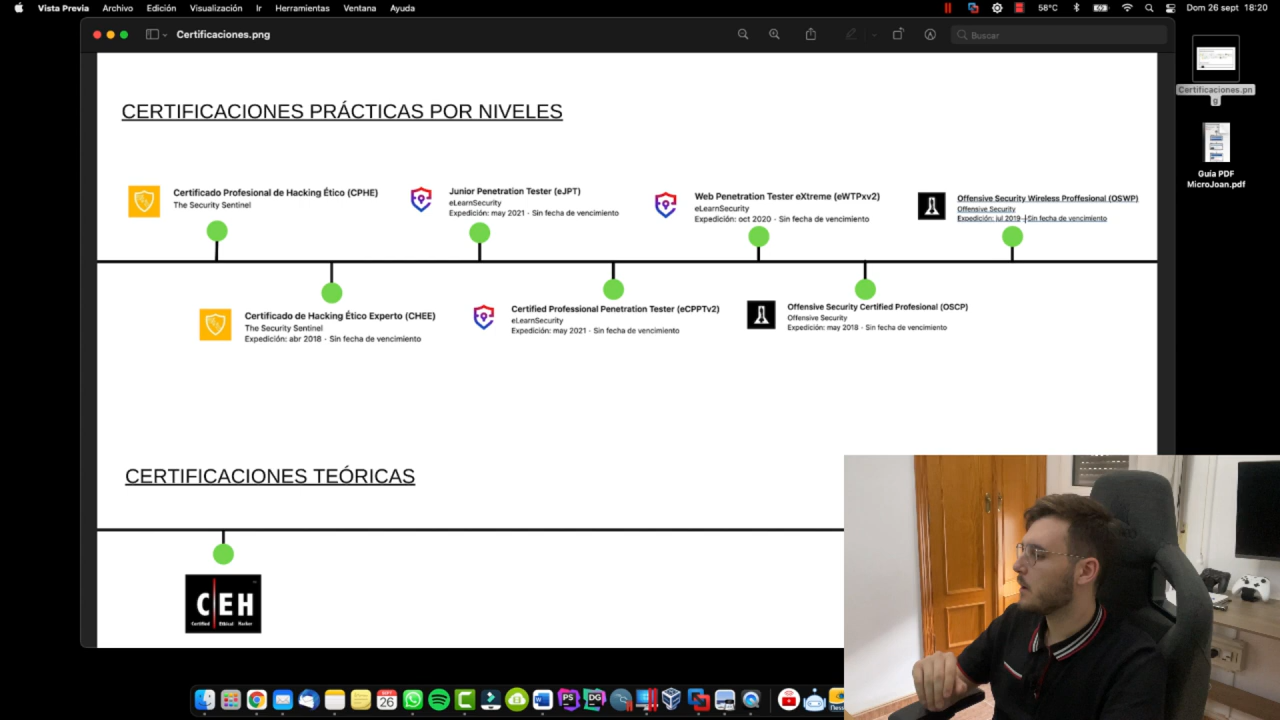 Vista Previa Archivo Edición Visualización Ir Herramientas Ventana Ayuda
58°C
Dom 26 sept 18:20
Certificaciones.png
Buscar
Certificaciones.pn
g
Guía PDF
MicroJoan.pdf
CERTIFICACIONES PRÁCTICAS POR NIVELES
Certificado Profesional de Hacking Ético (CPHE)
The Security Sentinel
Junior Penetration Tester (eJPT)
eLearnSecurity
Expedición: may 2021 · Sin fecha de vencimiento
Web Penetration Tester eXtreme (eWTPxv2)
eLearnSecurity
Expedición: oct 2020 · Sin fecha de vencimiento
Offensive Security Wireless Proffesional (OSWP)
Offensive Security
Expedición: jul 2019 · Sin fecha de vencimiento
Certificado de Hacking Ético Experto (CHEE)
The Security Sentinel
Expedición: abr 2018 · Sin fecha de vencimiento
Certified Professional Penetration Tester (eCPPTv2)
eLearnSecurity
Expedición: may 2021 · Sin fecha de vencimiento
Offensive Security Certified Profesional (OSCP)
Offensive Security
Expedición: may 2018 · Sin fecha de vencimiento
CERTIFICACIONES TEÓRICAS
CEH
Certified Ethical Hacker
SEPT
26
PS
DG